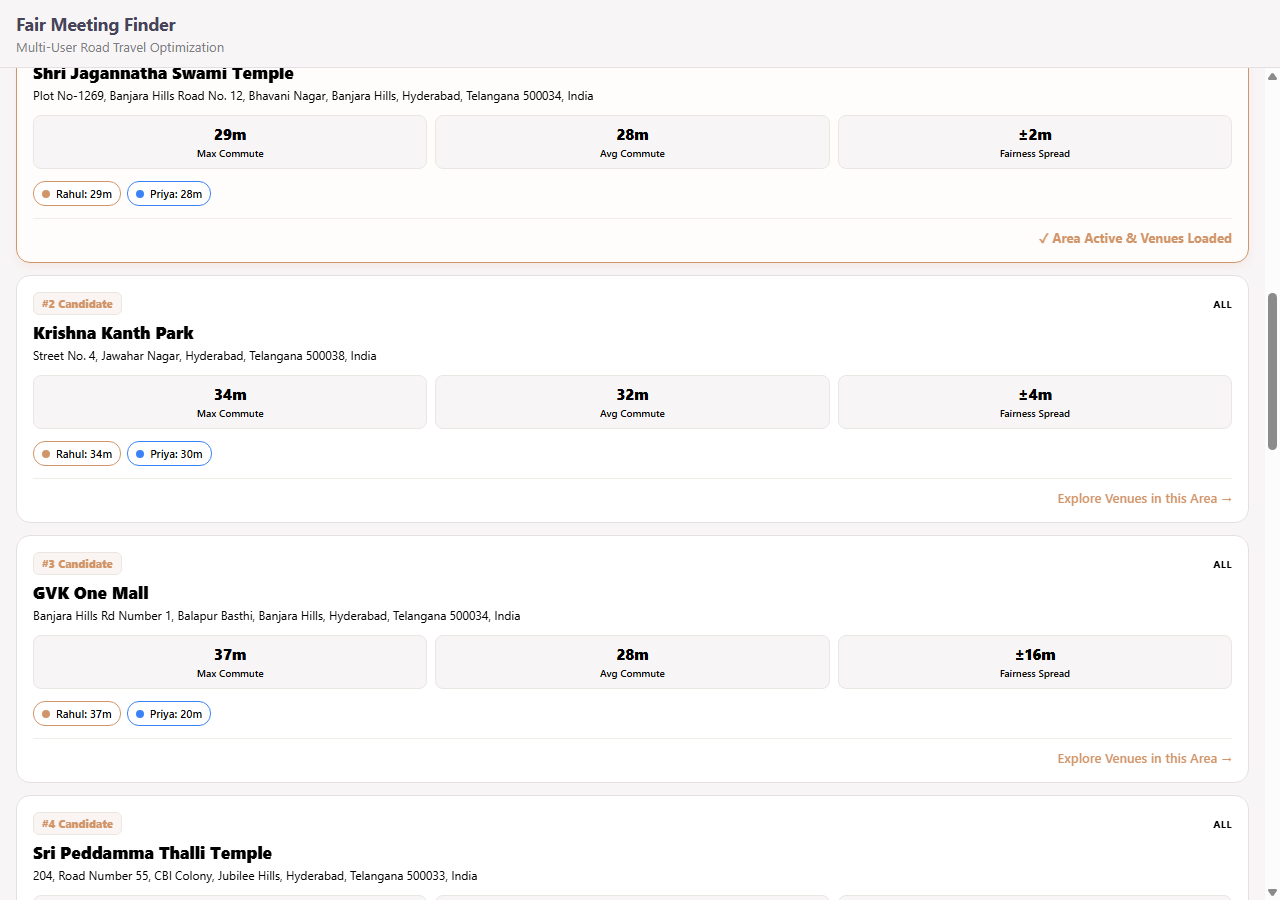 Fair Meeting Finder
Multi-User Road Travel Optimization
Shri Jagannatha Swami Temple
Plot No-1269, Banjara Hills Road No. 12, Bhavani Nagar, Banjara Hills, Hyderabad, Telangana 500034, India
29m
Max Commute
28m
Avg Commute
±2m
Fairness Spread
Rahul: 29m
Priya: 28m
✓ Area Active & Venues Loaded
#2 Candidate
ALL
Krishna Kanth Park
Street No. 4, Jawahar Nagar, Hyderabad, Telangana 500038, India
34m
Max Commute
32m
Avg Commute
±4m
Fairness Spread
Rahul: 34m
Priya: 30m
Explore Venues in this Area →
#3 Candidate
ALL
GVK One Mall
Banjara Hills Rd Number 1, Balapur Basthi, Banjara Hills, Hyderabad, Telangana 500034, India
37m
Max Commute
28m
Avg Commute
±16m
Fairness Spread
Rahul: 37m
Priya: 20m
Explore Venues in this Area →
#4 Candidate
ALL
Sri Peddamma Thalli Temple
204, Road Number 55, CBI Colony, Jubilee Hills, Hyderabad, Telangana 500033, India